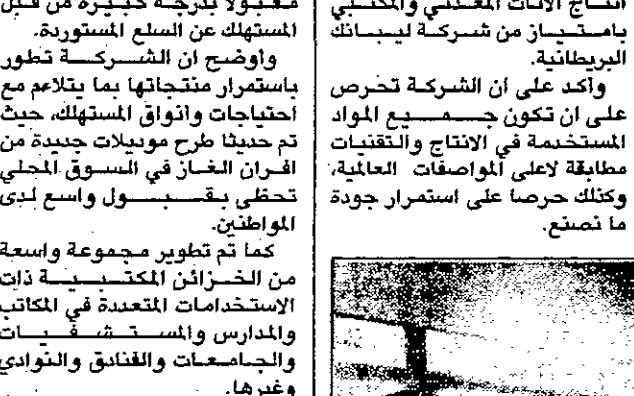 انتاج الاثاث المعدني والمكتبي
بامتياز من شركة ليبانك
البريطانية.
وأكد على ان الشركة تحرص
على ان تكون جميع المواد
المستخدمة في الانتاج والتقنيات
مطابقة لاعلى المواصفات العالمية،
وكذلك حرصا على استمرار جودة
ما نصنع.
مقبولا بدرجة كبيرة من قبل
المستهلك عن السلع المستوردة.
وأوضح ان الشركة تطور
باستمرار منتجاتها بما يتلاءم مع
احتياجات واذواق المستهلك، حيث
تم حديثا طرح موديلات جديدة من
افران الغاز في السوق المحلي
تحظى بقبول واسع لدى
المواطنين.
كما تم تطوير مجموعة واسعة
من الخزائن المكتبية ذات
الاستخدامات المتعددة في المكاتب
والمدارس والمستشفيات
والجامعات والفنادق والنوادي
وغيرها.